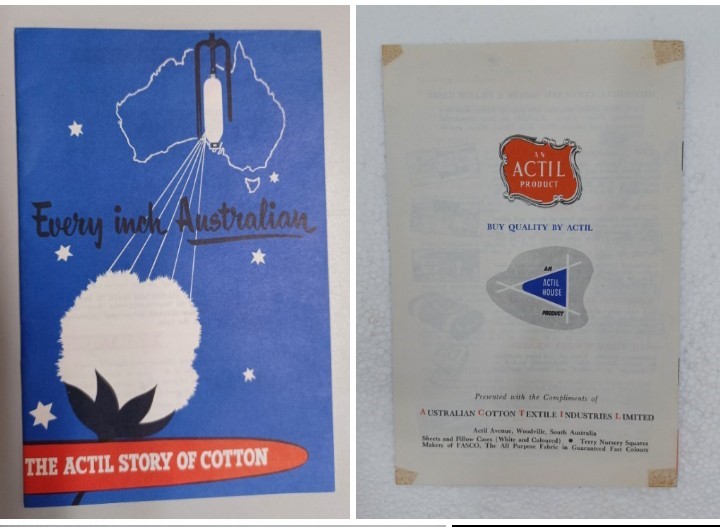 Every inch Australian
THE ACTIL STORY OF COTTON
AN
ACTIL
PRODUCT
BUY QUALITY BY ACTIL
AN
ACTIL
HOUSE
PRODUCT
Presented with the Compliments of
AUSTRALIAN COTTON TEXTILE INDUSTRIES LIMITED
Actil Avenue, Woodville, South Australia
Sheets and Pillow Cases (White and Coloured) ● Terry Nursery Squares
Makers of FASCO, The All Purpose Fabric in Guaranteed Fast Colours